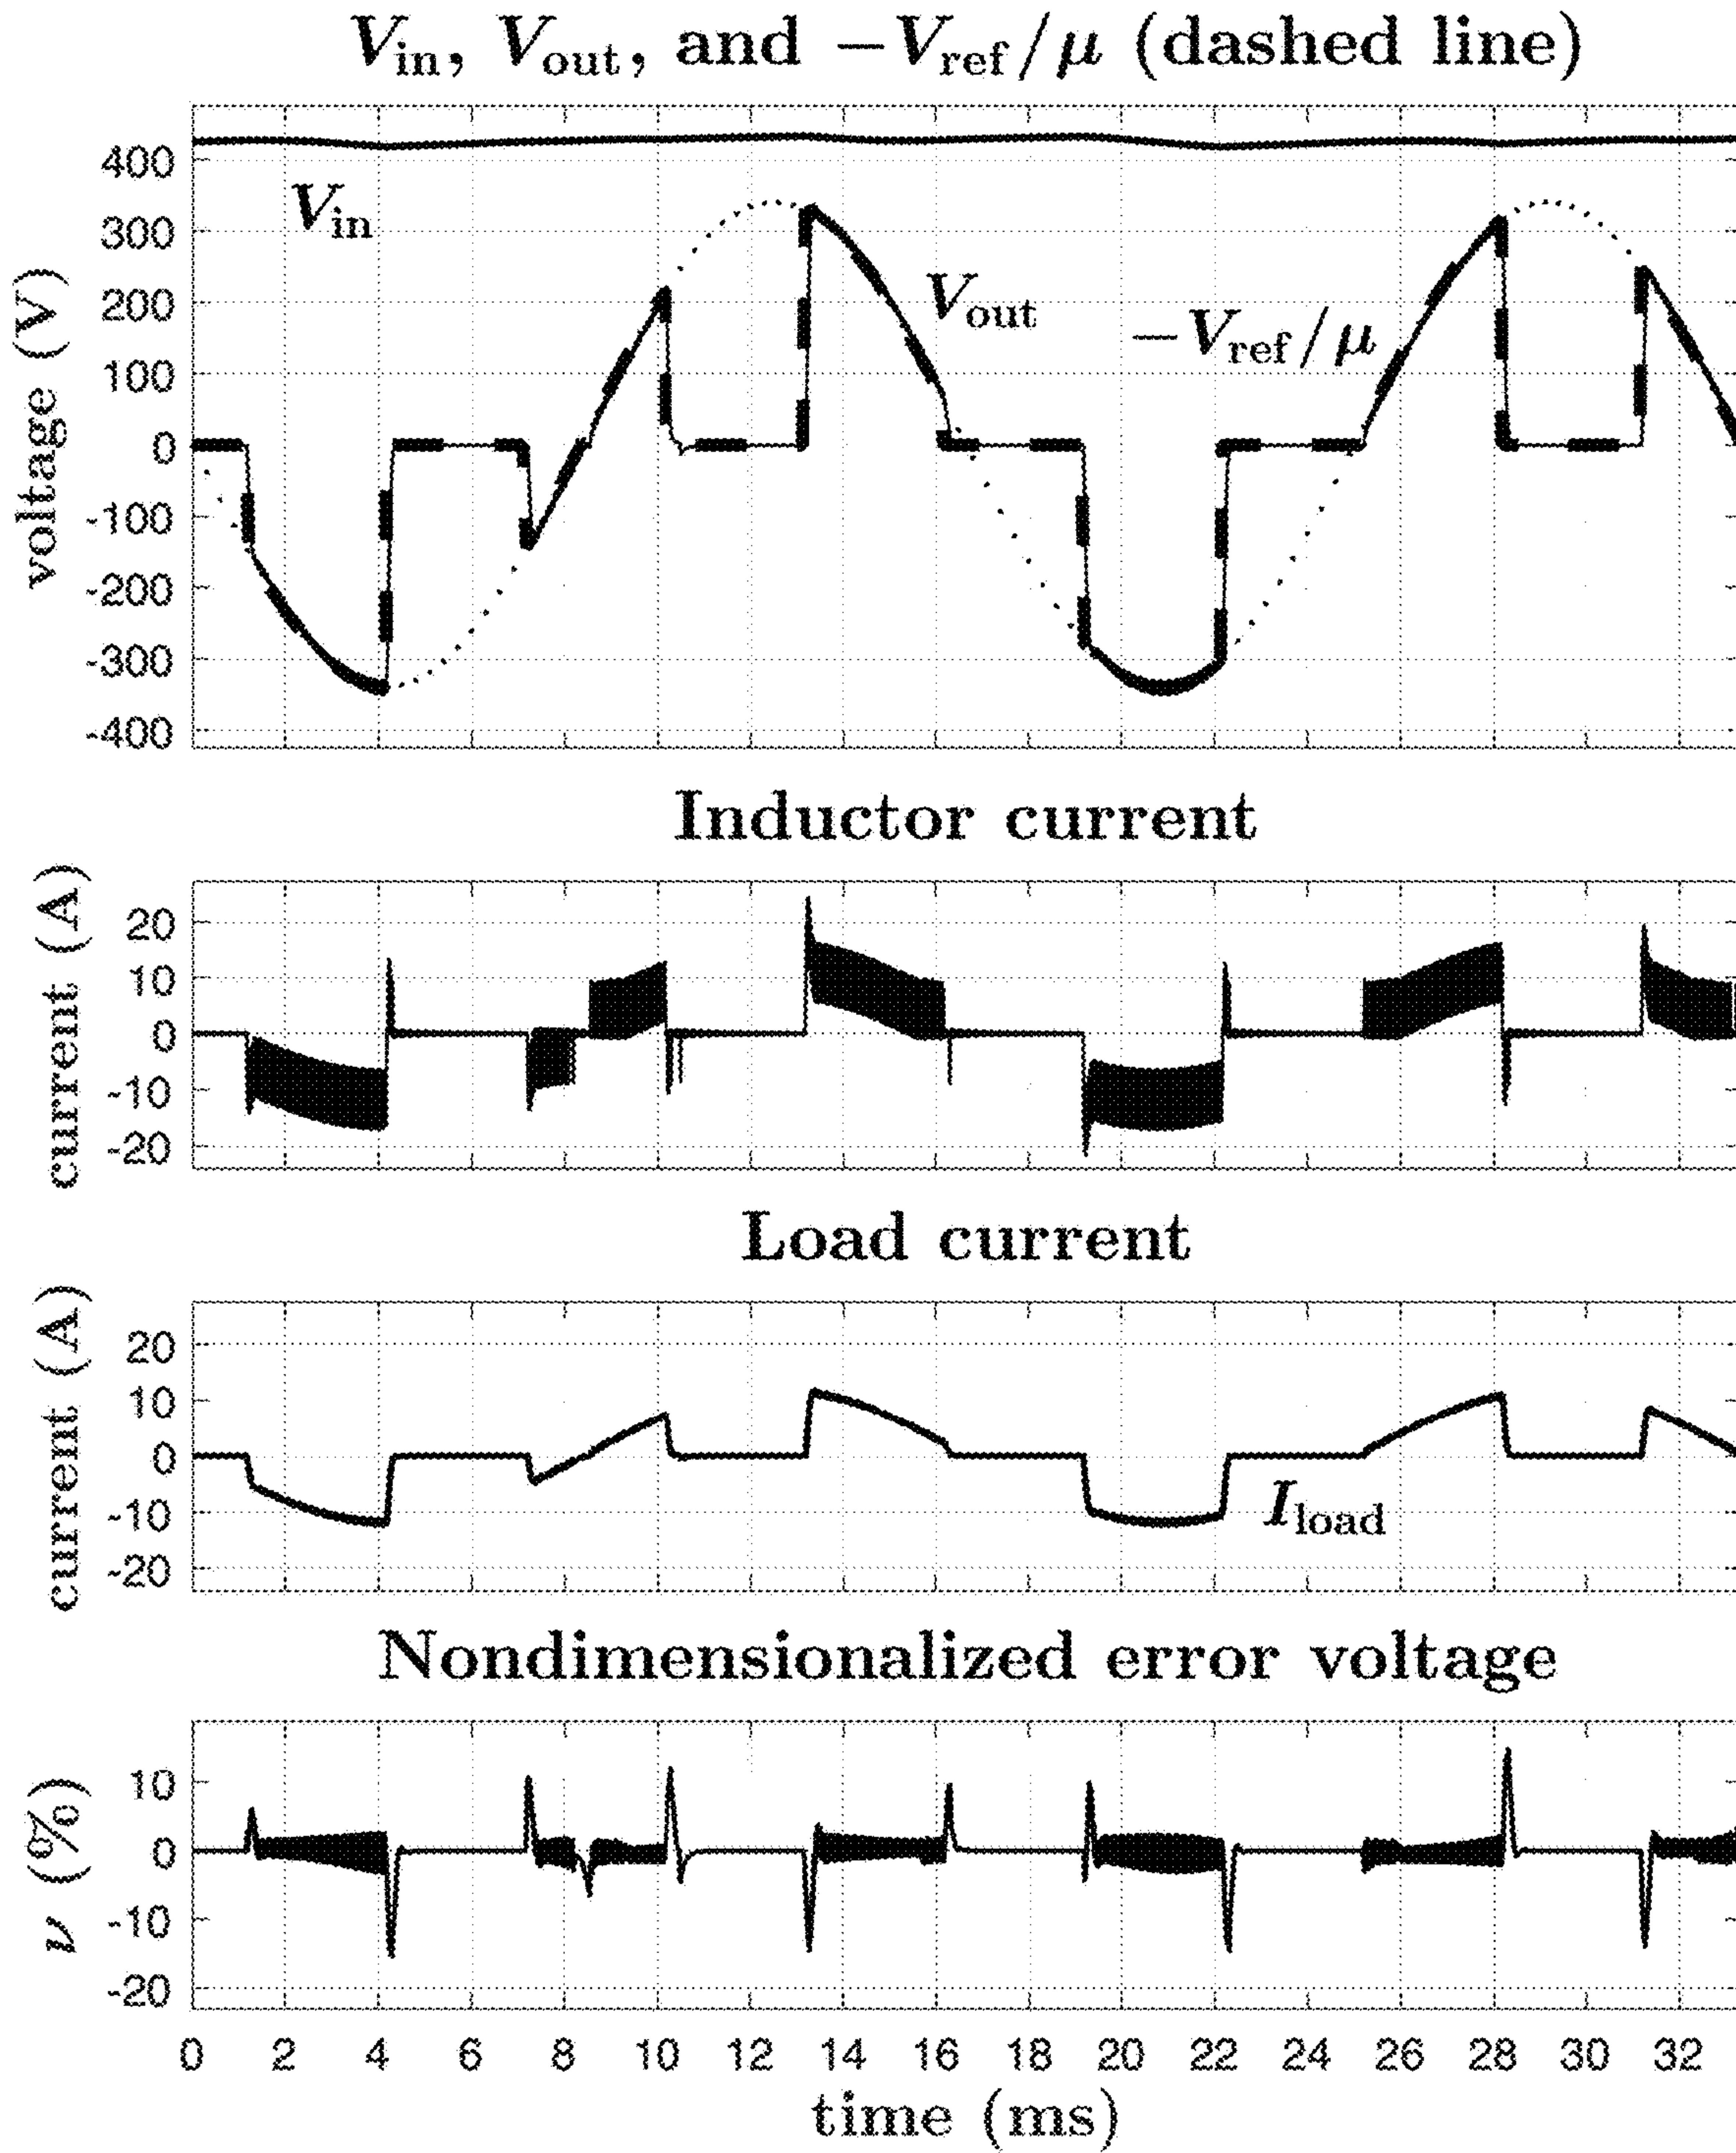 Vin, Vout, and −Vref/μ (dashed line)
voltage (V)
400
300
200
100
0
-100
-200
-300
-400
Vin
Vout
−Vref/μ
Inductor current
current (A)
20
10
0
-10
-20
Load current
current (A)
20
10
0
-10
-20
Iload
Nondimensionalized error voltage
ν (%)
10
0
-10
-20
0 2 4 6 8 10 12 14 16 18 20 22 24 26 28 30 32
time (ms)